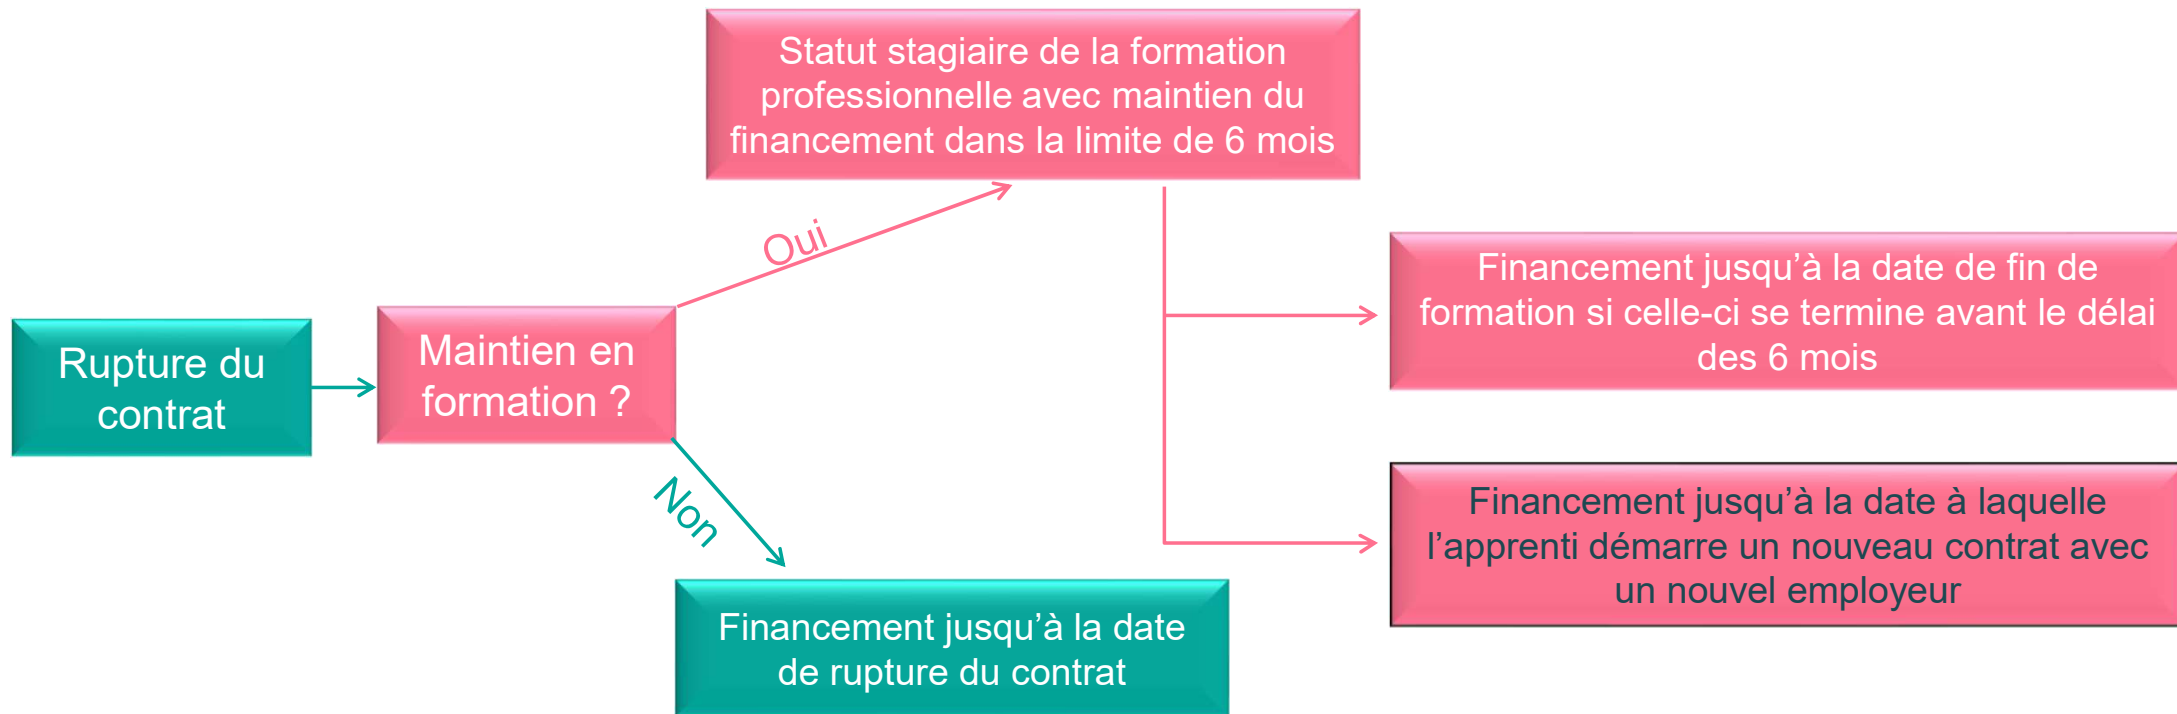 Statut stagiaire de la formation
professionnelle avec maintien du
financement dans la limite de 6 mois
Oui
Financement jusqu’à la date de fin de
formation si celle-ci se termine avant le délai
des 6 mois
Rupture du
contrat
Maintien en
formation ?
Non
Financement jusqu’à la date à laquelle
l’apprenti démarre un nouveau contrat avec
un nouvel employeur
Financement jusqu’à la date
de rupture du contrat